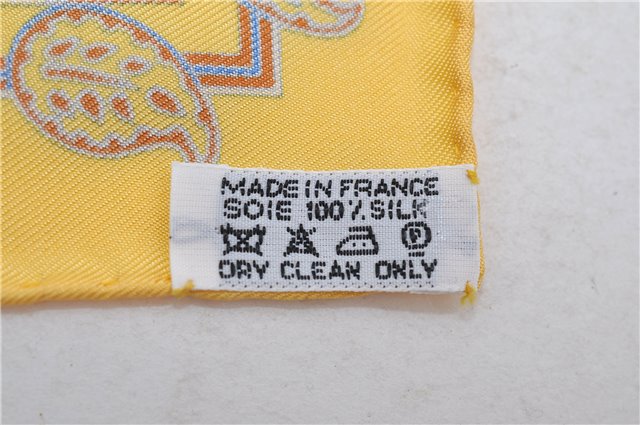 MADE IN FRANCE
SOIE 100% SILK
P
DRY CLEAN ONLY